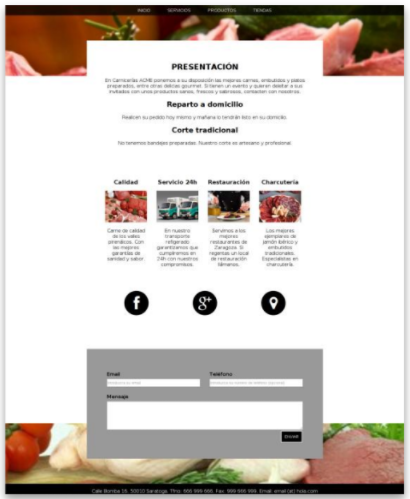 INICIO SERVICIOS PRODUCTOS TIENDAS
PRESENTACIÓN
En Carnicerías ACME ponemos a su disposición las mejores carnes, embutidos y platos
preparados, entre otras delicias gourmet. Si tienen un evento y quieren deleitar a sus
invitados con unos productos sanos, frescos y sabrosos, contacten con nosotros.
Reparto a domicilio
Realicen su pedido hoy mismo y mañana lo tendrán listo en su domicilio.
Corte tradicional
No tenemos bandejas preparadas. Nuestro corte es artesano y profesional.
Calidad Servicio 24h Restauración Charcutería
Carne de calidad
de los valles
pirenaicos. Con
las mejores
garantías de
sanidad y sabor.
En nuestro
transporte
refrigerado
garantizamos que
cumpliremos en
24h con nuestros
compromisos.
Servimos a los
mejores
restaurantes de
Zaragoza. Si
regentas un local
de restauración
llámanos.
Los mejores
ejemplares de
jamón ibérico y
embutidos
tradicionales.
Especialistas en
charcutería.
f g+
Email Teléfono
Mensaje
Enviar
Calle Bomba 15, 50010 Zaragoza. Tfno. 666 666 666. Fax. 999 999 999. Email. email (at) hola.com